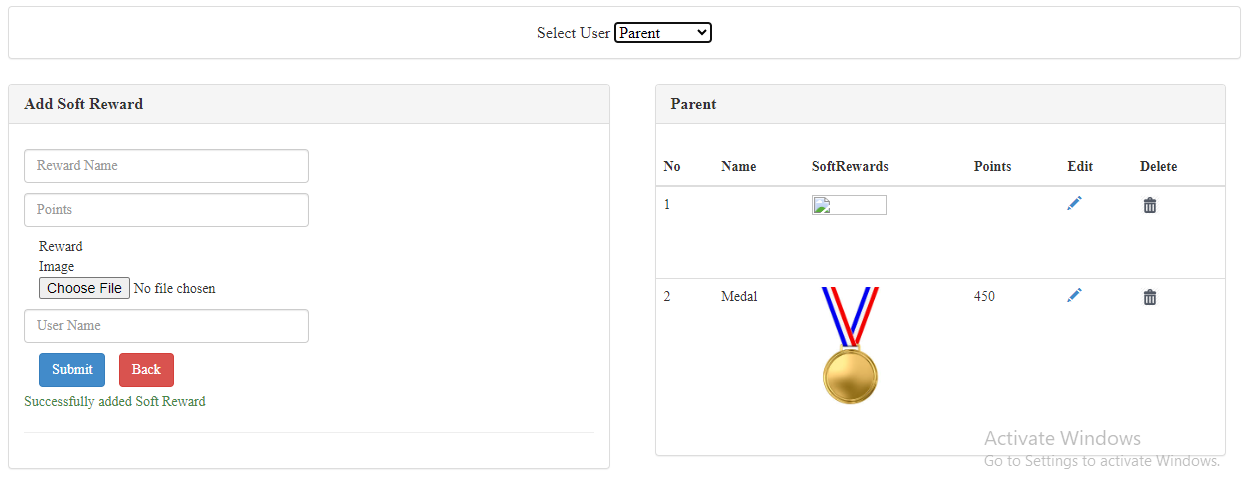 Select User Parent
Add Soft Reward
Reward Name
Points
Reward
Image
Choose File No file chosen
User Name
Submit Back
Successfully added Soft Reward
Parent
No Name SoftRewards Points Edit Delete
1
2 Medal 450
Activate Windows
Go to Settings to activate Windows.